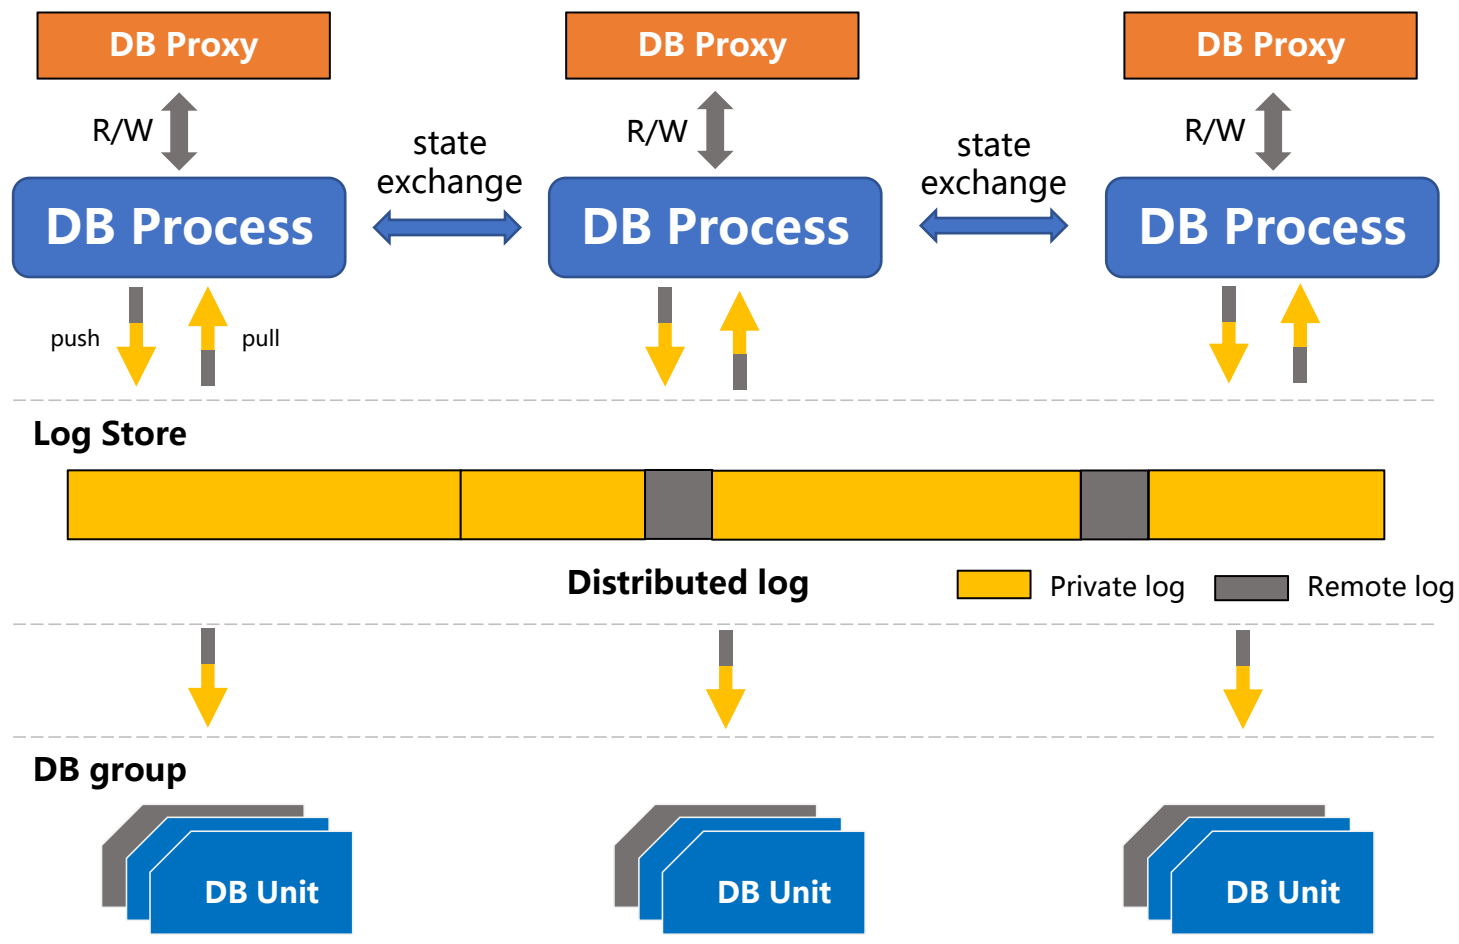 DB Proxy
DB Proxy
DB Proxy
R/W
state
exchange
R/W
state
exchange
R/W
DB Process
DB Process
DB Process
push
pull
Log Store
Distributed log
Private log
Remote log
DB group
DB Unit
DB Unit
DB Unit